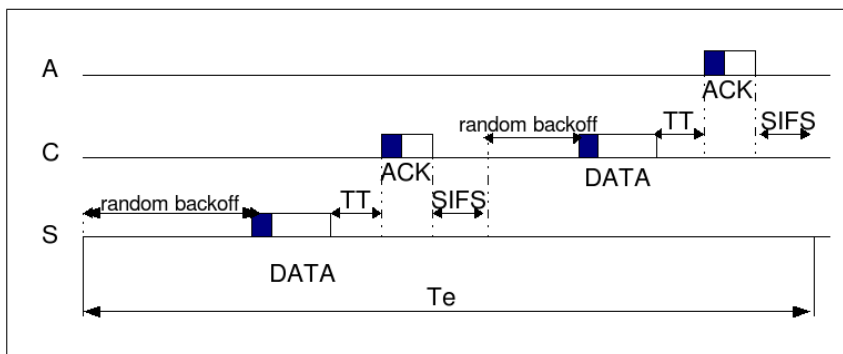 A
ACK
random backoff
TT
SIFS
C
ACK
DATA
random backoff
TT
SIFS
S
DATA
Te